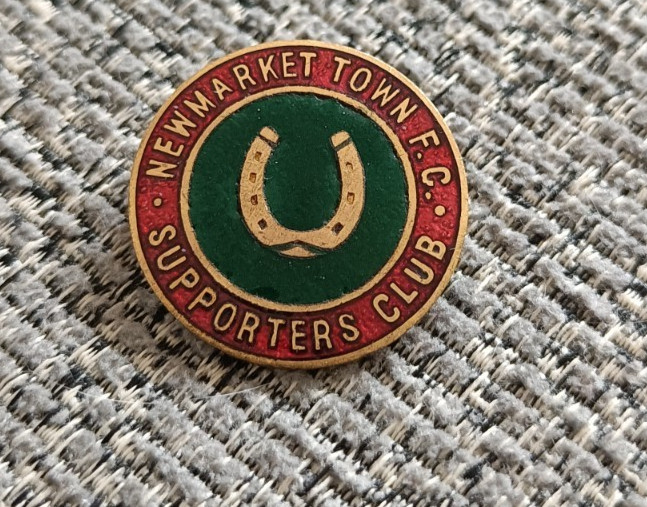 NEWMARKET TOWN F.C.
SUPPORTERS CLUB